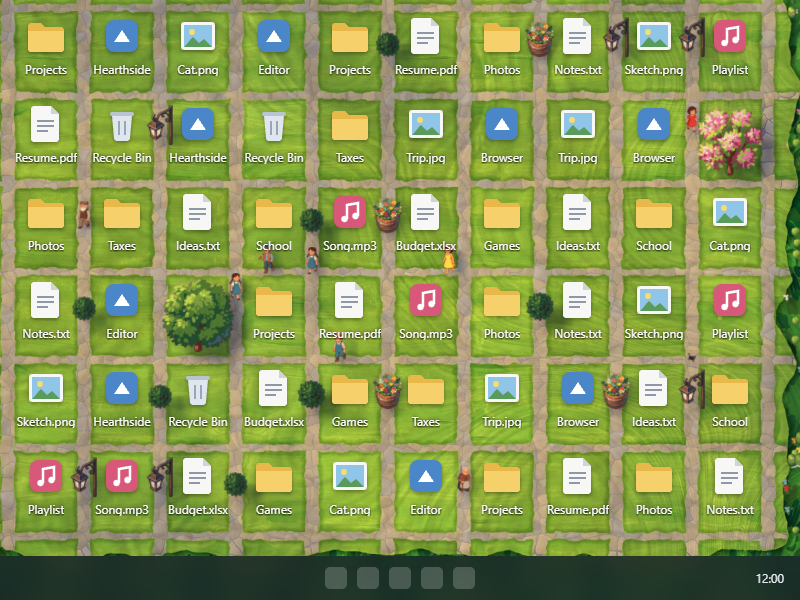 Projects Hearthside Cat.png Editor Projects Resume.pdf Photos Notes.txt Sketch.png Playlist
Resume.pdf Recycle Bin Hearthside Recycle Bin Taxes Trip.jpg Browser Trip.jpg Browser
Photos Taxes Ideas.txt School Song.mp3 Budget.xlsx Games Ideas.txt School Cat.png
Notes.txt Editor Projects Resume.pdf Song.mp3 Photos Notes.txt Sketch.png Playlist
Sketch.png Hearthside Recycle Bin Budget.xlsx Games Taxes Trip.jpg Browser Ideas.txt School
Playlist Song.mp3 Budget.xlsx Games Cat.png Editor Projects Resume.pdf Photos Notes.txt
12:00